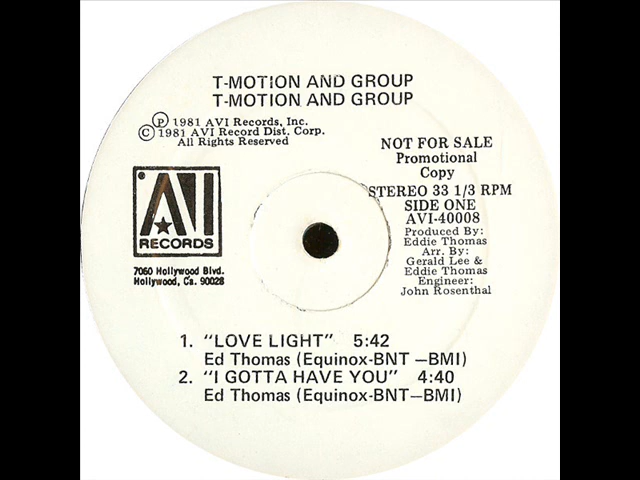 T-MOTION AND GROUP
T-MOTION AND GROUP
Ⓟ 1981 AVI Records, Inc.
© 1981 AVI Record Dist. Corp.
All Rights Reserved
NOT FOR SALE
Promotional
Copy
STEREO 33 1/3 RPM
SIDE ONE
AVI-40008
Produced By:
Eddie Thomas
Arr. By:
Gerald Lee &
Eddie Thomas
Engineer:
John Rosenthal
® AVI
RECORDS
7060 Hollywood Blvd.
Hollywood, Ca. 90028
1. "LOVE LIGHT" 5:42
Ed Thomas (Equinox-BNT —BMI)
2. "I GOTTA HAVE YOU" 4:40
Ed Thomas (Equinox-BNT—BMI)